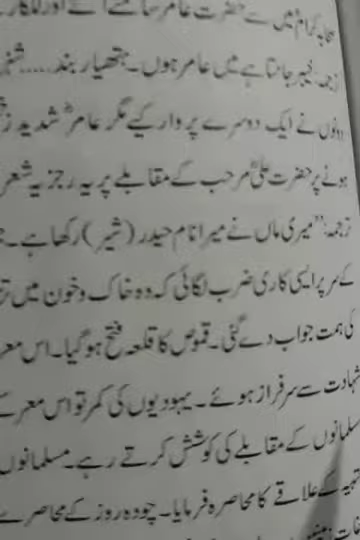 صحابہ کرامؓ میں سے حضرت عامر سامنے آئے اور للکار
ترجمہ: خیبر جانتا ہے میں عامر ہوں۔ ہتھیار بند.....
دونوں نے ایک دوسرے پر وار کیے مگر عامرؓ شدید
ہونے پر حضرت علیؓ مرحب کے مقابلے پر یہ رجزیہ شعر
ترجمہ: ”میری ماں نے میرا نام حیدر (شیر) رکھا ہے۔
کے سر پر ایسی کاری ضرب لگائی کہ وہ خاک و خون میں
کی ہمت جواب دے گئی۔ قموص کا قلعہ فتح ہو گیا۔ اس
شہادت سے سرفراز ہوئے۔ یہودیوں کی کمر تو اس معرکے
مسلمانوں کے مقابلے کی کوشش کرتے رہے۔ مسلمانوں
کے علاقے کا محاصرہ فرمایا۔ چودہ روز کے محاصرے